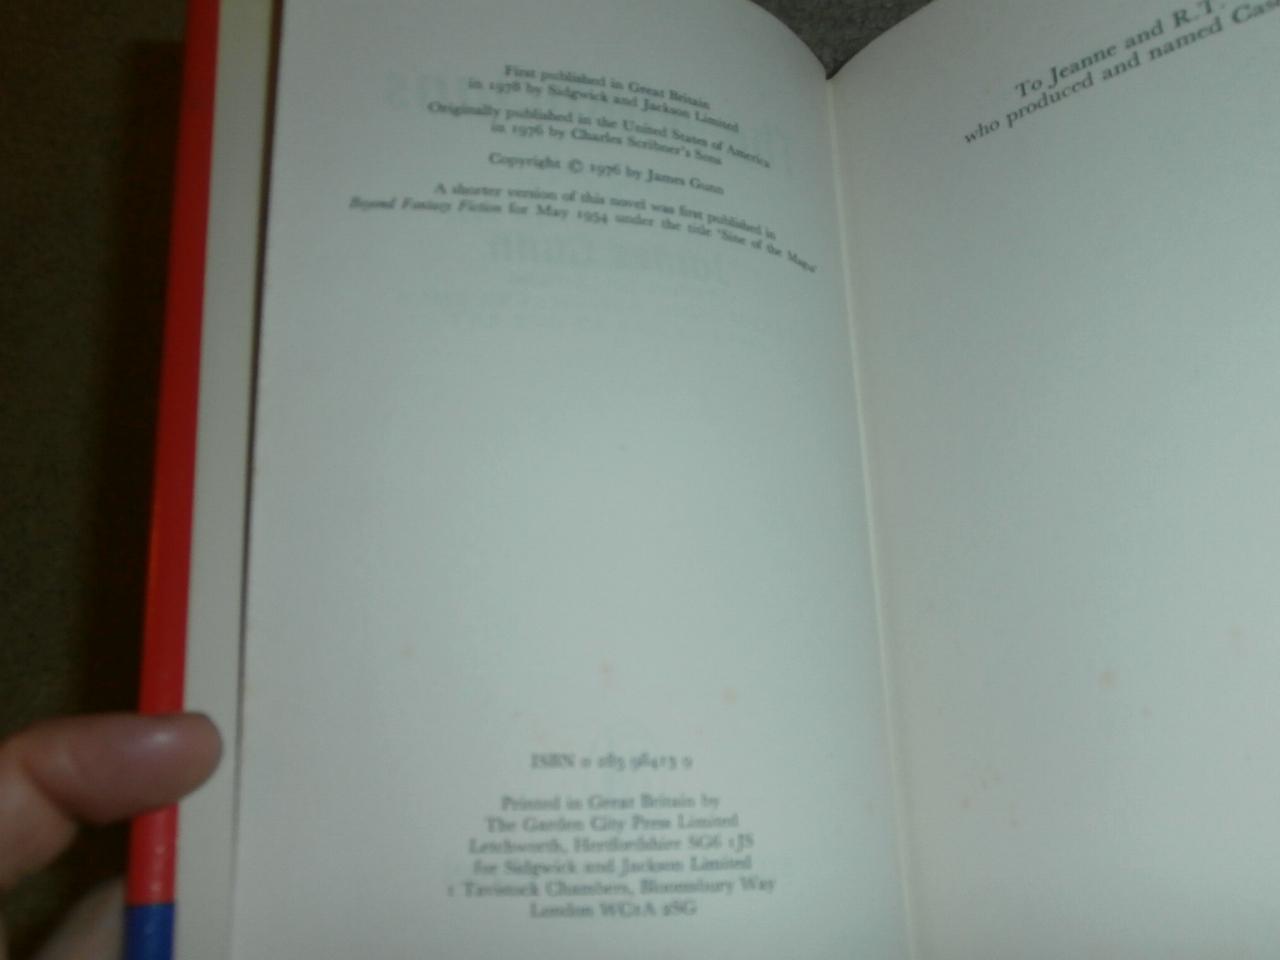 First published in Great Britain
in 1978 by Sidgwick and Jackson Limited
Originally published in the United States of America
in 1976 by Charles Scribner's Sons
Copyright © 1976 by James Gunn
A shorter version of this novel was first published in
Beyond Fantasy Fiction for May 1954 under the title 'Sine of the Magus'
ISBN 0 283 98413 9
Printed in Great Britain by
The Garden City Press Limited
Letchworth, Hertfordshire SG6 1JS
for Sidgwick and Jackson Limited
1 Tavistock Chambers, Bloomsbury Way
London WC1A 2SG
To Jeanne and R.T.
who produced and named